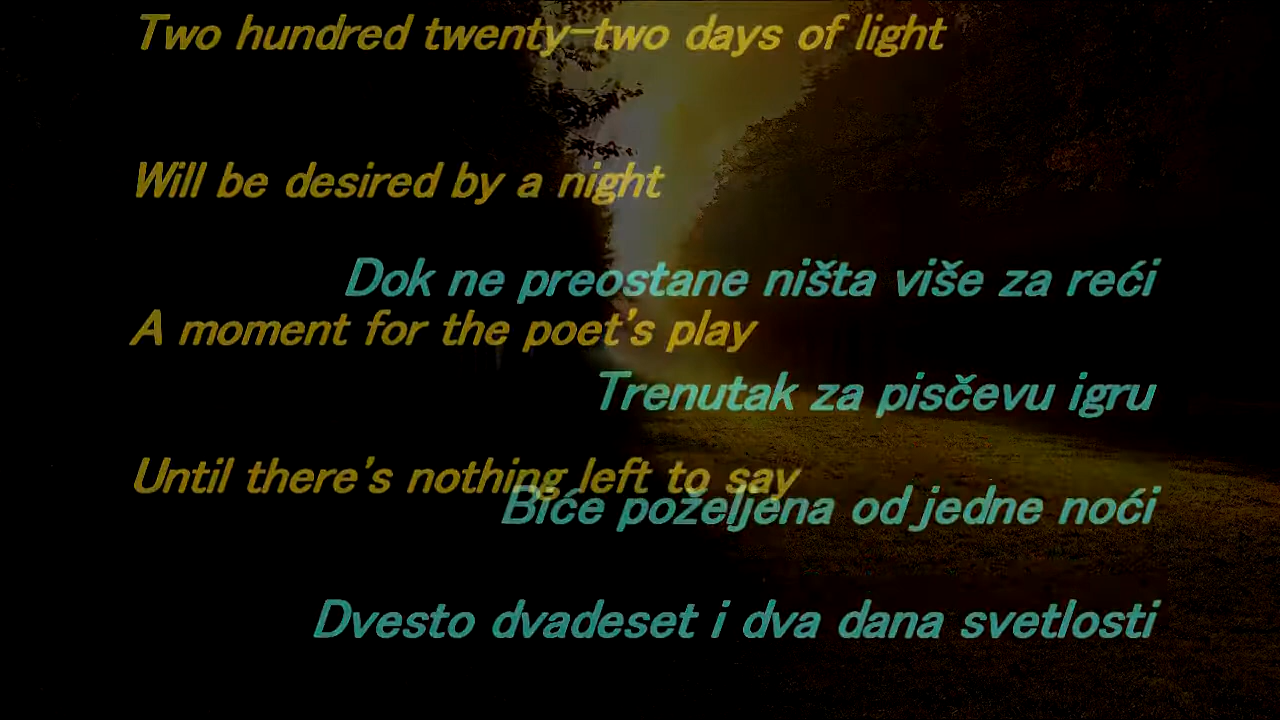 Two hundred twenty-two days of light
Will be desired by a night
Dok ne preostane ništa više za reći
A moment for the poet's play
Trenutak za pisčevu igru
Until there's nothing left to say
Biće poželjena od jedne noći
Dvesto dvadeset i dva dana svetlosti